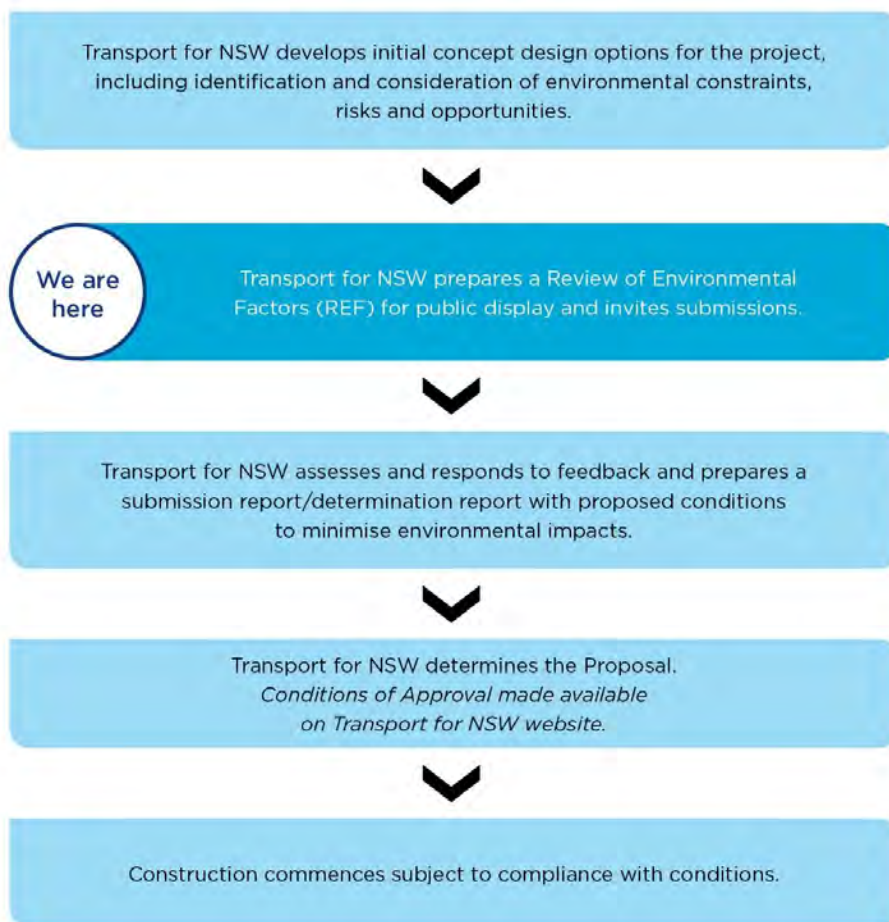 Transport for NSW develops initial concept design options for the project,
including identification and consideration of environmental constraints,
risks and opportunities.
We are
here
Transport for NSW prepares a Review of Environmental
Factors (REF) for public display and invites submissions.
Transport for NSW assesses and responds to feedback and prepares a
submission report/determination report with proposed conditions
to minimise environmental impacts.
Transport for NSW determines the Proposal.
Conditions of Approval made available
on Transport for NSW website.
Construction commences subject to compliance with conditions.